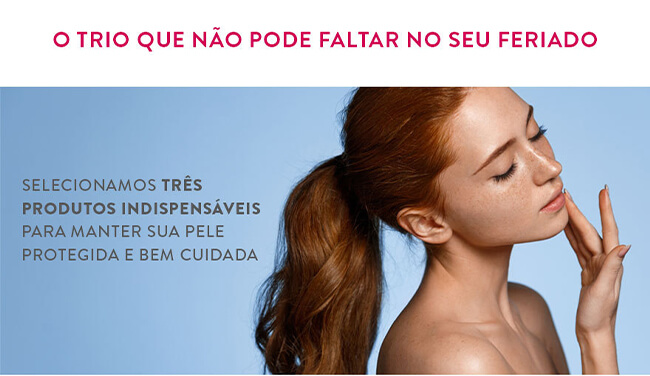 O TRIO QUE NÃO PODE FALTAR NO SEU FERIADO
SELECIONAMOS TRÊS
PRODUTOS INDISPENSÁVEIS
PARA MANTER SUA PELE
PROTEGIDA E BEM CUIDADA